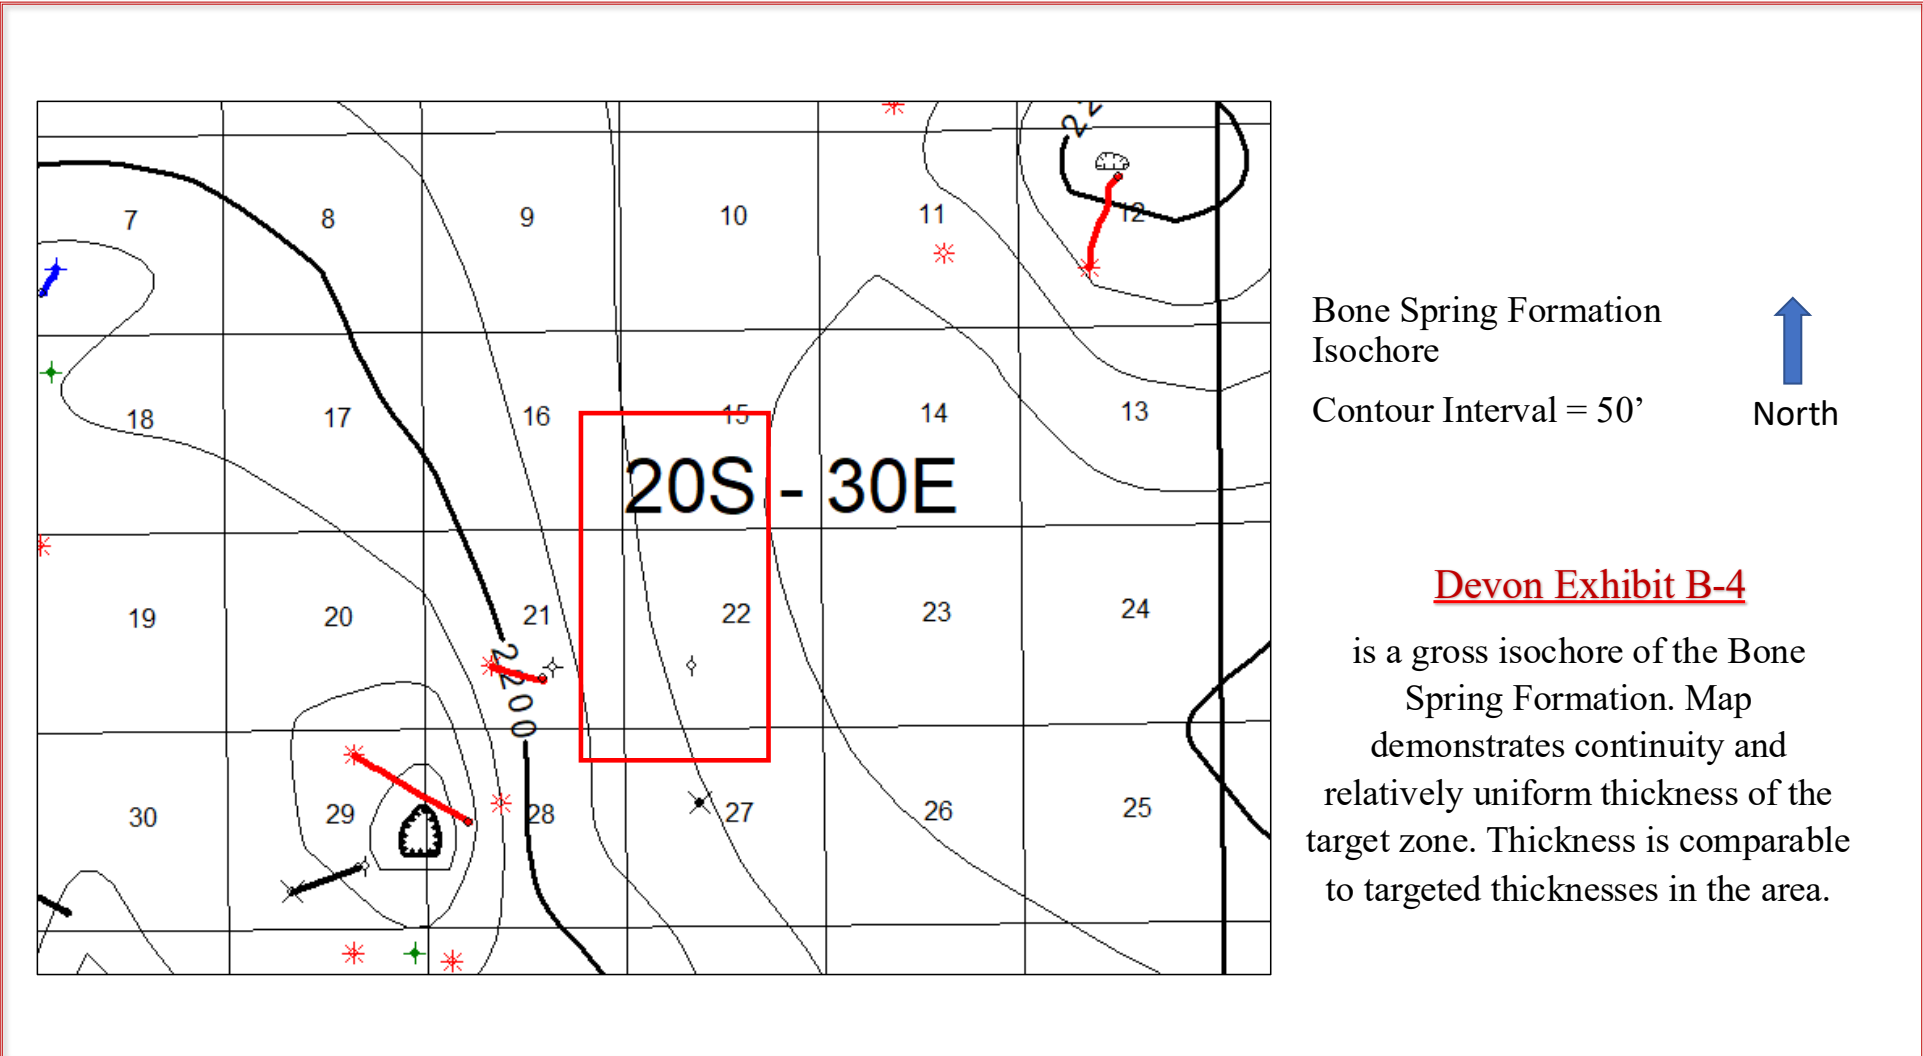 22
7
8
9
10
11
12
18
17
16
15
14
13
20S - 30E
19
20
21
22
23
24
2200
30
29
28
27
26
25
Bone Spring Formation
Isochore
Contour Interval = 50’
North
Devon Exhibit B-4
is a gross isochore of the Bone
Spring Formation. Map
demonstrates continuity and
relatively uniform thickness of the
target zone. Thickness is comparable
to targeted thicknesses in the area.